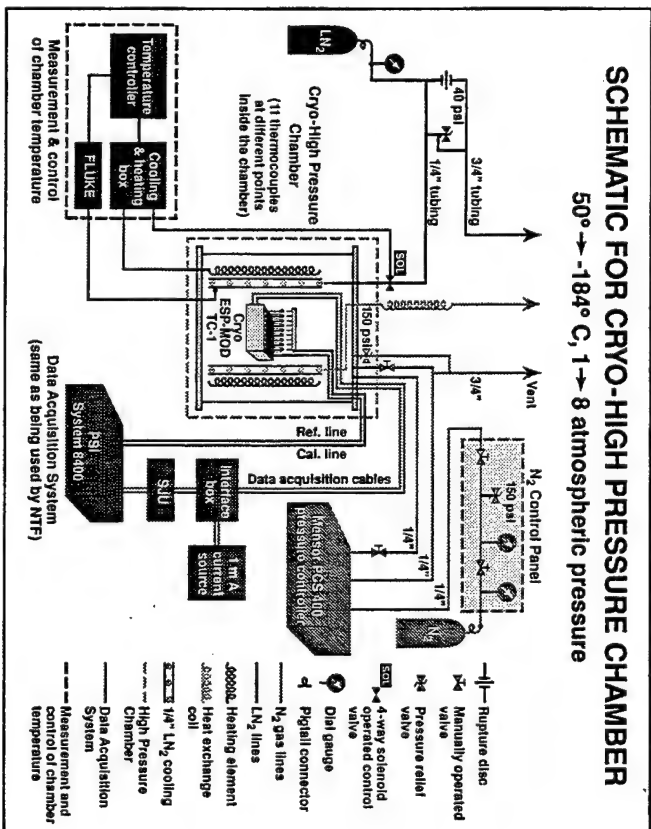 SCHEMATIC FOR CRYO-HIGH PRESSURE CHAMBER
50°→ -184° C, 1→ 8 atmospheric pressure
LN2
40 psi
3/4" tubing
1/4" tubing
Vent
3/4"
N2 Control Panel
150 psi
N2
Cryo-High Pressure
Chamber
(11 thermocouples
at different points
inside the chamber)
SOL
150 psi
Cryo
ESP-MOD
TC-1
1/4"
1/4"
1/4"
Mensor PCS 400
pressure controller
Temperature
controller
Cooling
& heating
box
FLUKE
Measurement & control
of chamber temperature
Ref. line
Cal. line
Data acquisition cables
Interface
box
1 m A
current
source
SJU
psi
System 8400
Data Acquisition System
(same as being used by NTF)
Rupture disc
Manually operated
valve
Pressure relief
valve
SOL
4-way solenoid
operated control
valve
Dial gauge
Pigtail connector
N2 gas lines
LN2 lines
Heating element
Heat exchange
coil
1/4" LN2 cooling
High Pressure
Chamber
Data Acquisition
System
Measurement and
control of chamber
temperature